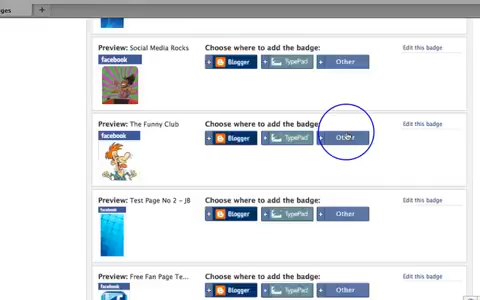 ges
+
Preview: Social Media Rocks
facebook
Choose where to add the badge:
+ Blogger
+ TypePad
+ Other
Edit this badge
Preview: The Funny Club
facebook
Choose where to add the badge:
+ Blogger
+ TypePad
+ Other
Edit this badge
Preview: Test Page No 2 - JB
facebook
Choose where to add the badge:
+ Blogger
+ TypePad
+ Other
Edit this badge
Preview: Free Fan Page Te...
facebook
Choose where to add the badge:
+ Blogger
+ TypePad
+ Other
Edit this badge